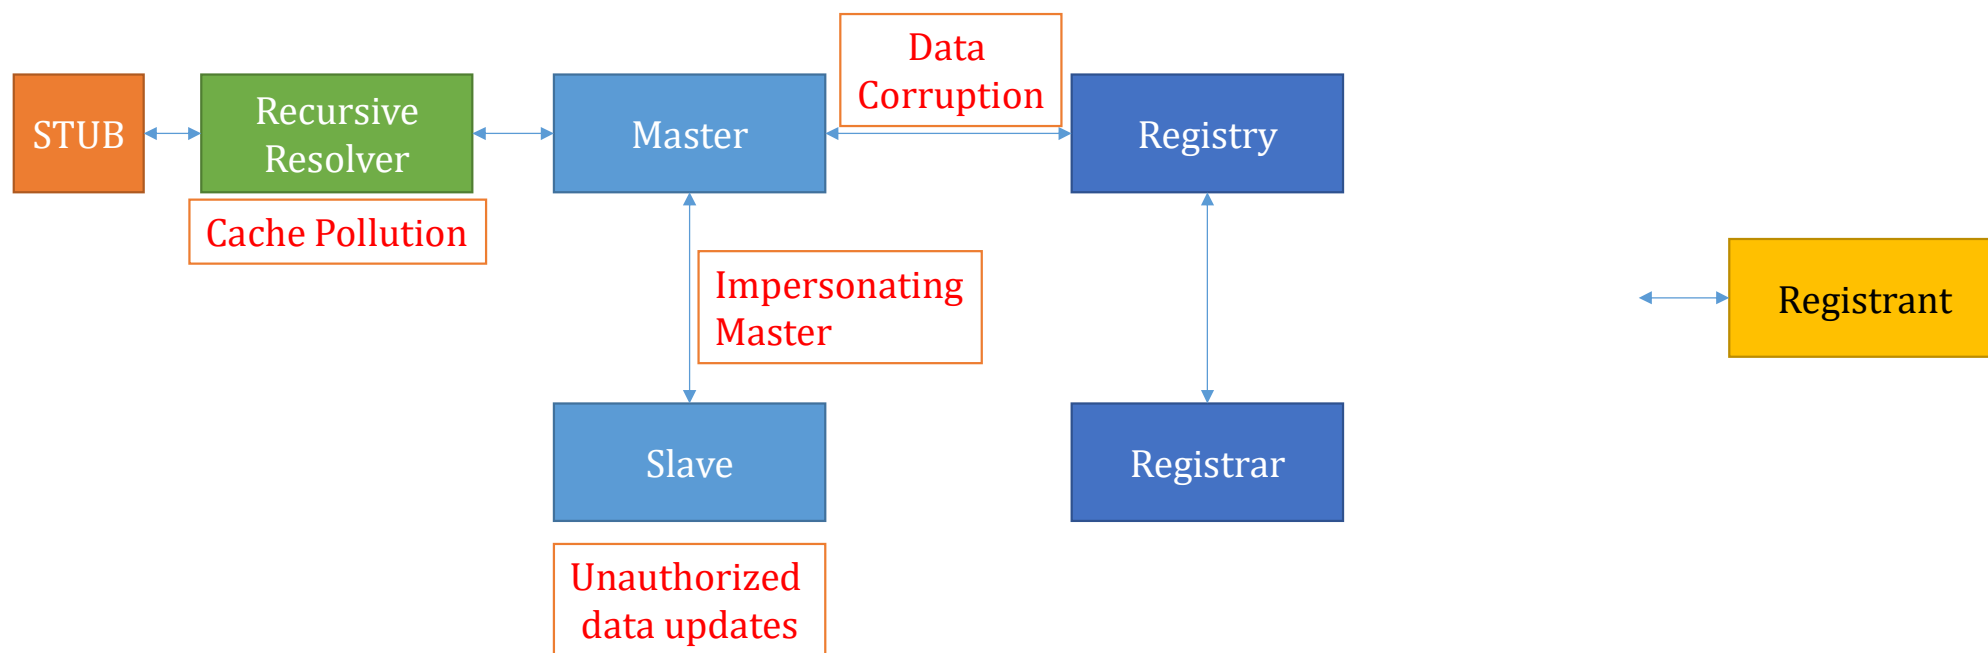 Data
Corruption
STUB
Recursive
Resolver
Master
Registry
Cache Pollution
Impersonating
Master
Registrant
Slave
Registrar
Unauthorized
data updates